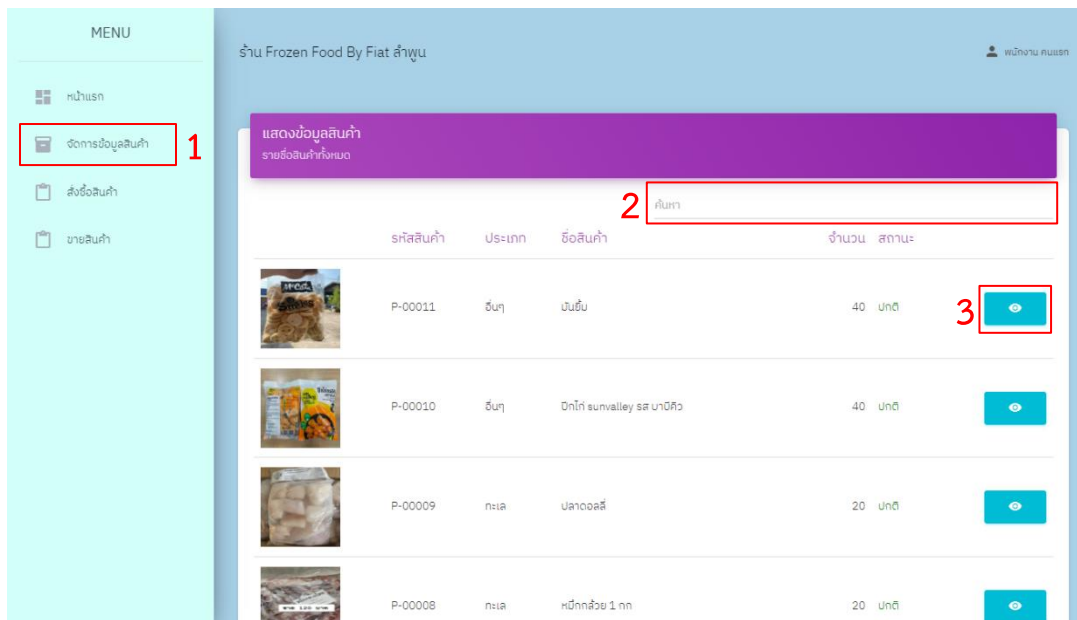 MENU
ร้าน Frozen Food By Fiat ลำพูน
พนักงาน คนแรก
หน้าแรก
จัดการข้อมูลสินค้า
1
สั่งซื้อสินค้า
ขายสินค้า
แสดงข้อมูลสินค้า
รายชื่อสินค้าทั้งหมด
2
ค้นหา
รหัสสินค้า ประเภท ชื่อสินค้า จำนวน สถานะ
P-00011 อื่นๆ มันยิ้ม 40 ปกติ
3
P-00010 อื่นๆ ปีกไก่ sunvalley รส บาบีคิว 40 ปกติ
P-00009 ทะเล ปลาดอลลี่ 20 ปกติ
P-00008 ทะเล หมึกกล้วย 1 กก 20 ปกติ